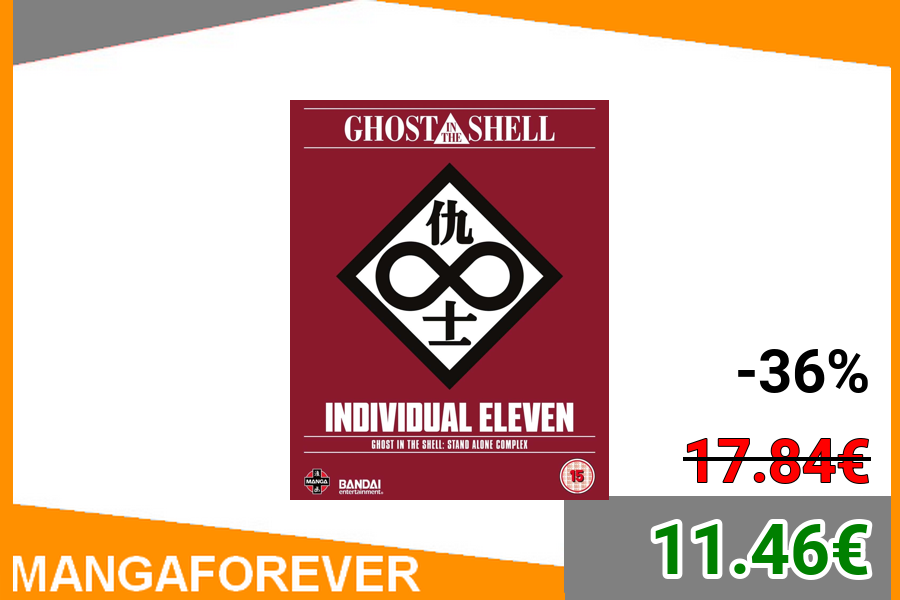 GHOST IN THE SHELL
仇
士
INDIVIDUAL ELEVEN
GHOST IN THE SHELL: STAND ALONE COMPLEX
MANGA
BANDAI
entertainment
15
-36%
17.84€
11.46€
MANGAFOREVER